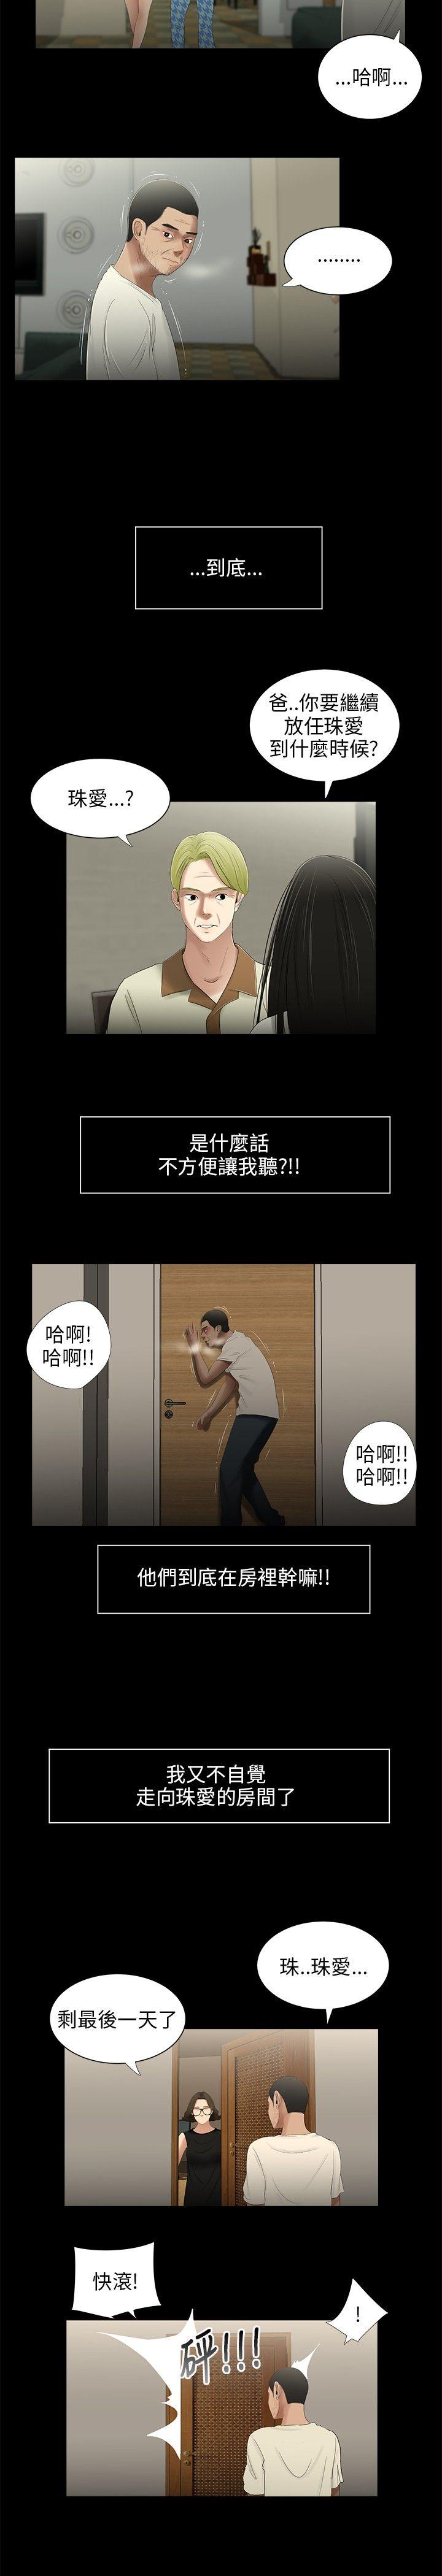 ...哈啊...
........
...到底...
爸..你要繼續
放任珠愛
到什麼時候?
珠愛...?
是什麼話
不方便讓我聽?!!
哈啊!
哈啊!!
哈啊!!
哈啊!!
他們到底在房裡幹嘛!!
我又不自覺
走向珠愛的房間了
珠..珠愛...
剩最後一天了
快滾!
!
砰!!!